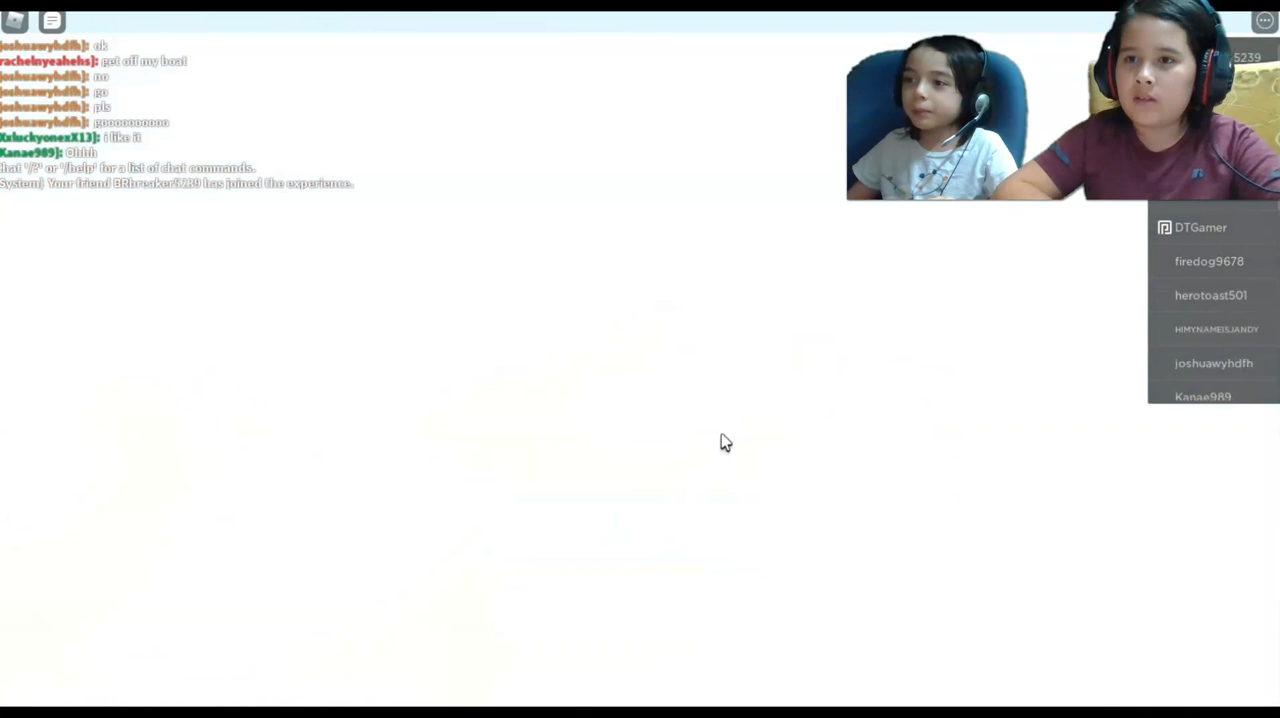 joshuawyhdfh]: ok
rachelnyeahehs]: get off my boat
joshuawyhdfh]: no
joshuawyhdfh]: go
joshuawyhdfh]: pls
joshuawyhdfh]: goooooooooo
XxluckyonexX13]: i like it
Kanae989]: Ohhh
hat '/?' or '/help' for a list of chat commands.
System] Your friend BRbreaker5239 has joined the experience.
5239
DTGamer
firedog9678
herotoast501
HIMYNAMEISJANDY
joshuawyhdfh
Kanae989